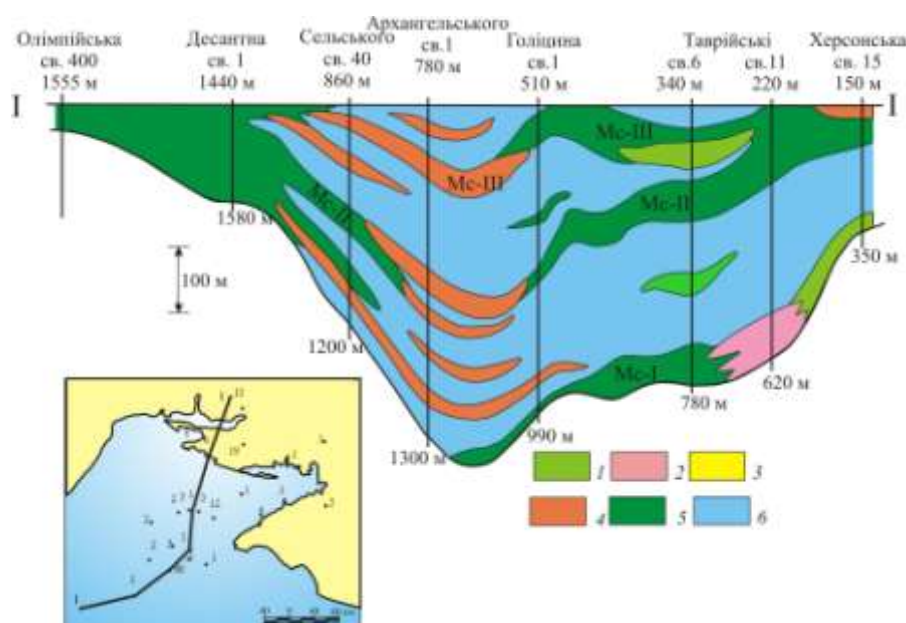 Олімпійська
св. 400
1555 м
Десантна
св. 1
1440 м
Сельського
св. 40
860 м
Архангельського
св.1
780 м
Голіцина
св.1
510 м
Таврійські
св.6
340 м
св.11
220 м
Херсонська
св. 15
150 м
I
I
Мс-III
Мс-III
Мс-II
Мс-II
Мс-I
1580 м
100 м
1200 м
1300 м
990 м
780 м
620 м
350 м
1
2
3
4
5
6